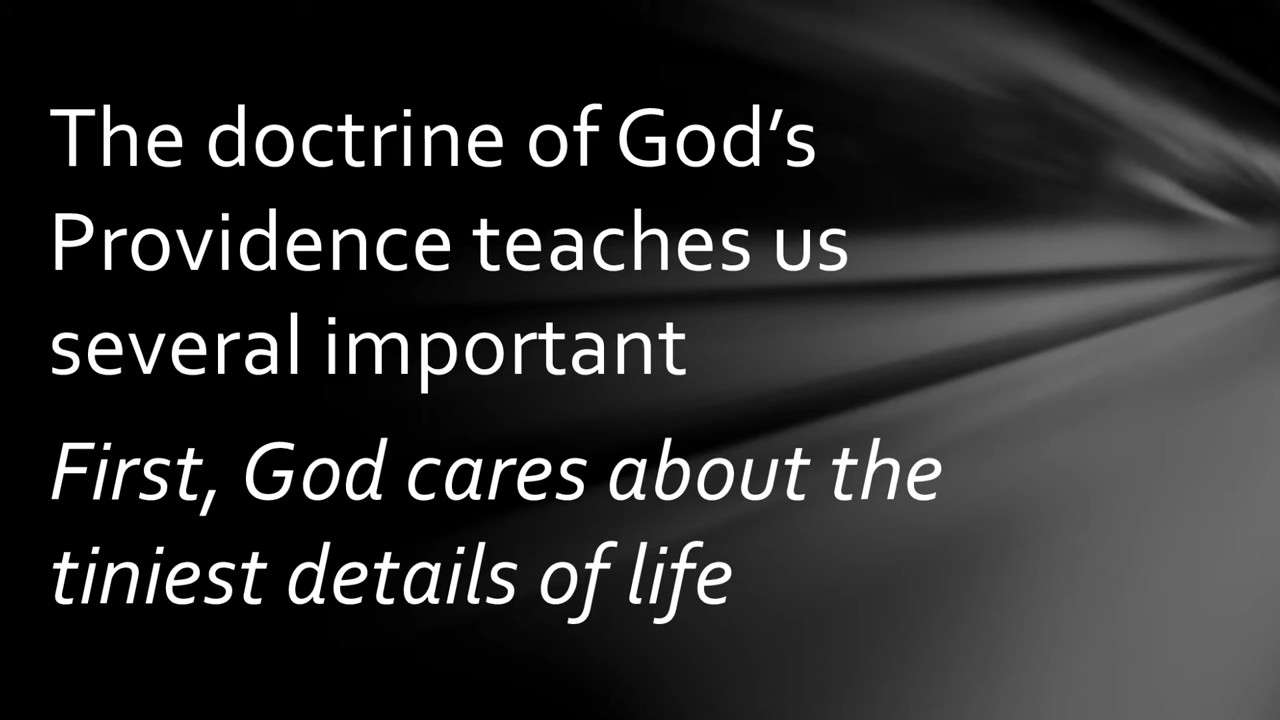 The doctrine of God’s
Providence teaches us
several important
First, God cares about the
tiniest details of life